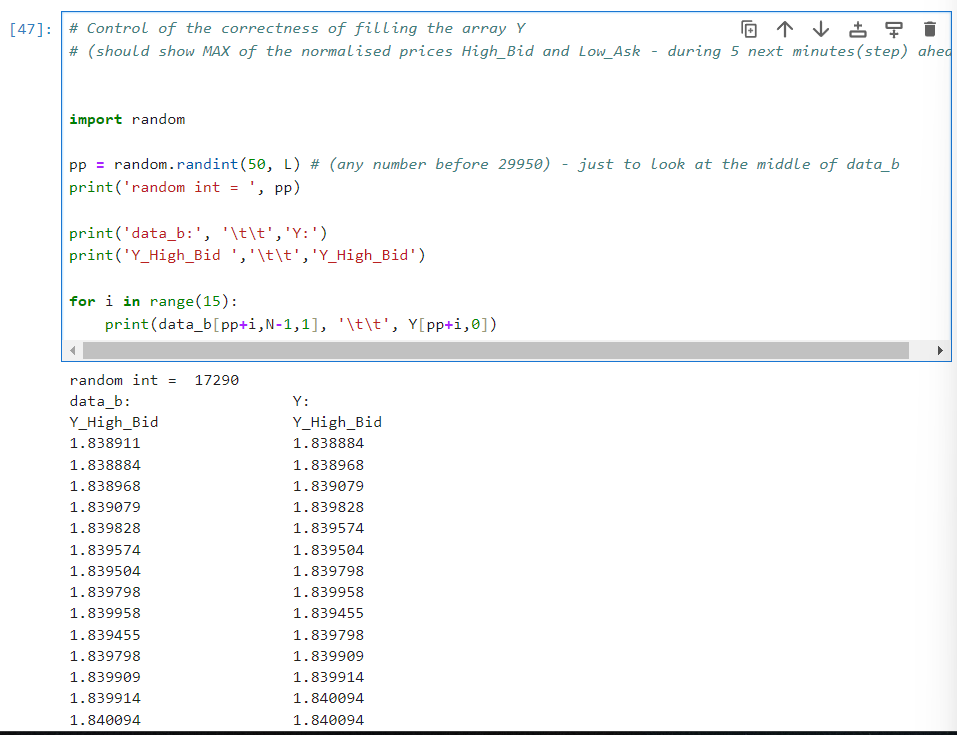 [47]: # Control of the correctness of filling the array Y
# (should show MAX of the normalised prices High_Bid and Low_Ask - during 5 next minutes(step) ahea
import random
pp = random.randint(50, L) # (any number before 29950) - just to look at the middle of data_b
print('random int = ', pp)
print('data_b:', '\t\t','Y:')
print('Y_High_Bid ','\t\t','Y_High_Bid')
for i in range(15):
    print(data_b[pp+i,N-1,1], '\t\t', Y[pp+i,0])
random int =  17290
data_b: 		 Y:
Y_High_Bid 		 Y_High_Bid
1.838911 		 1.838884
1.838884 		 1.838968
1.838968 		 1.839079
1.839079 		 1.839828
1.839828 		 1.839574
1.839574 		 1.839504
1.839504 		 1.839798
1.839798 		 1.839958
1.839958 		 1.839455
1.839455 		 1.839798
1.839798 		 1.839909
1.839909 		 1.839914
1.839914 		 1.840094
1.840094 		 1.840094